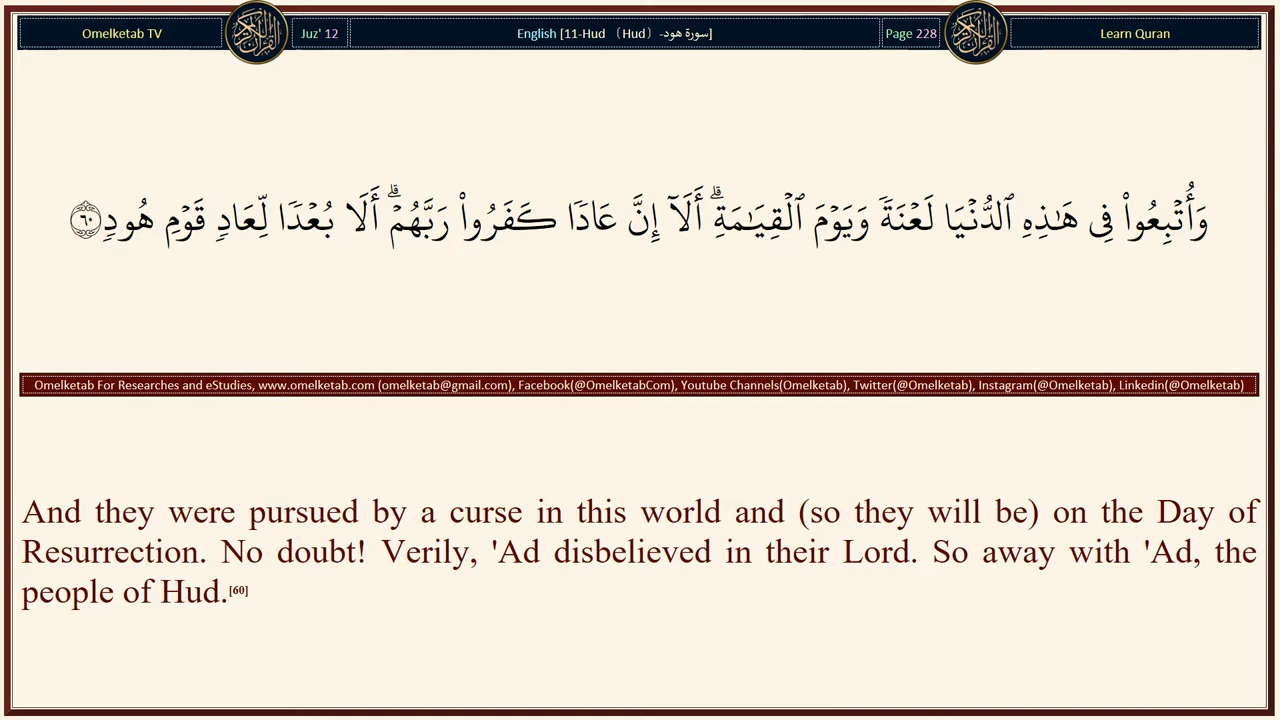 Omelketab TV
Juz' 12
English [11-Hud （Hud） -سورة هود]
Page 228
Learn Quran
وَأُتۡبِعُواْ فِي هَٰذِهِ ٱلدُّنۡيَا لَعۡنَةٗ وَيَوۡمَ ٱلۡقِيَٰمَةِۗ أَلَآ إِنَّ عَادٗا كَفَرُواْ رَبَّهُمۡۗ أَلَا بُعۡدٗا لِّعَادٖ قَوۡمِ هُودٖ ٦٠
Omelketab For Researches and eStudies, www.omelketab.com (omelketab@gmail.com), Facebook(@OmelketabCom), Youtube Channels(Omelketab), Twitter(@Omelketab), Instagram(@Omelketab), Linkedin(@Omelketab)
And they were pursued by a curse in this world and (so they will be) on the Day of
Resurrection. No doubt! Verily, 'Ad disbelieved in their Lord. So away with 'Ad, the
people of Hud.[60]